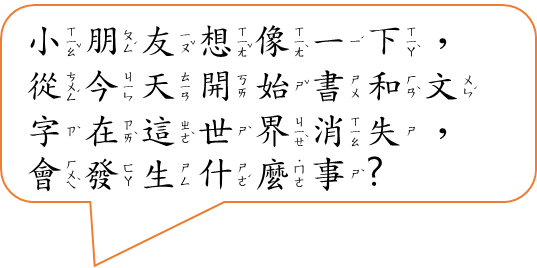 小朋友想像一下，
從今天開始書和文
字在這世界消失，
會發生什麼事？